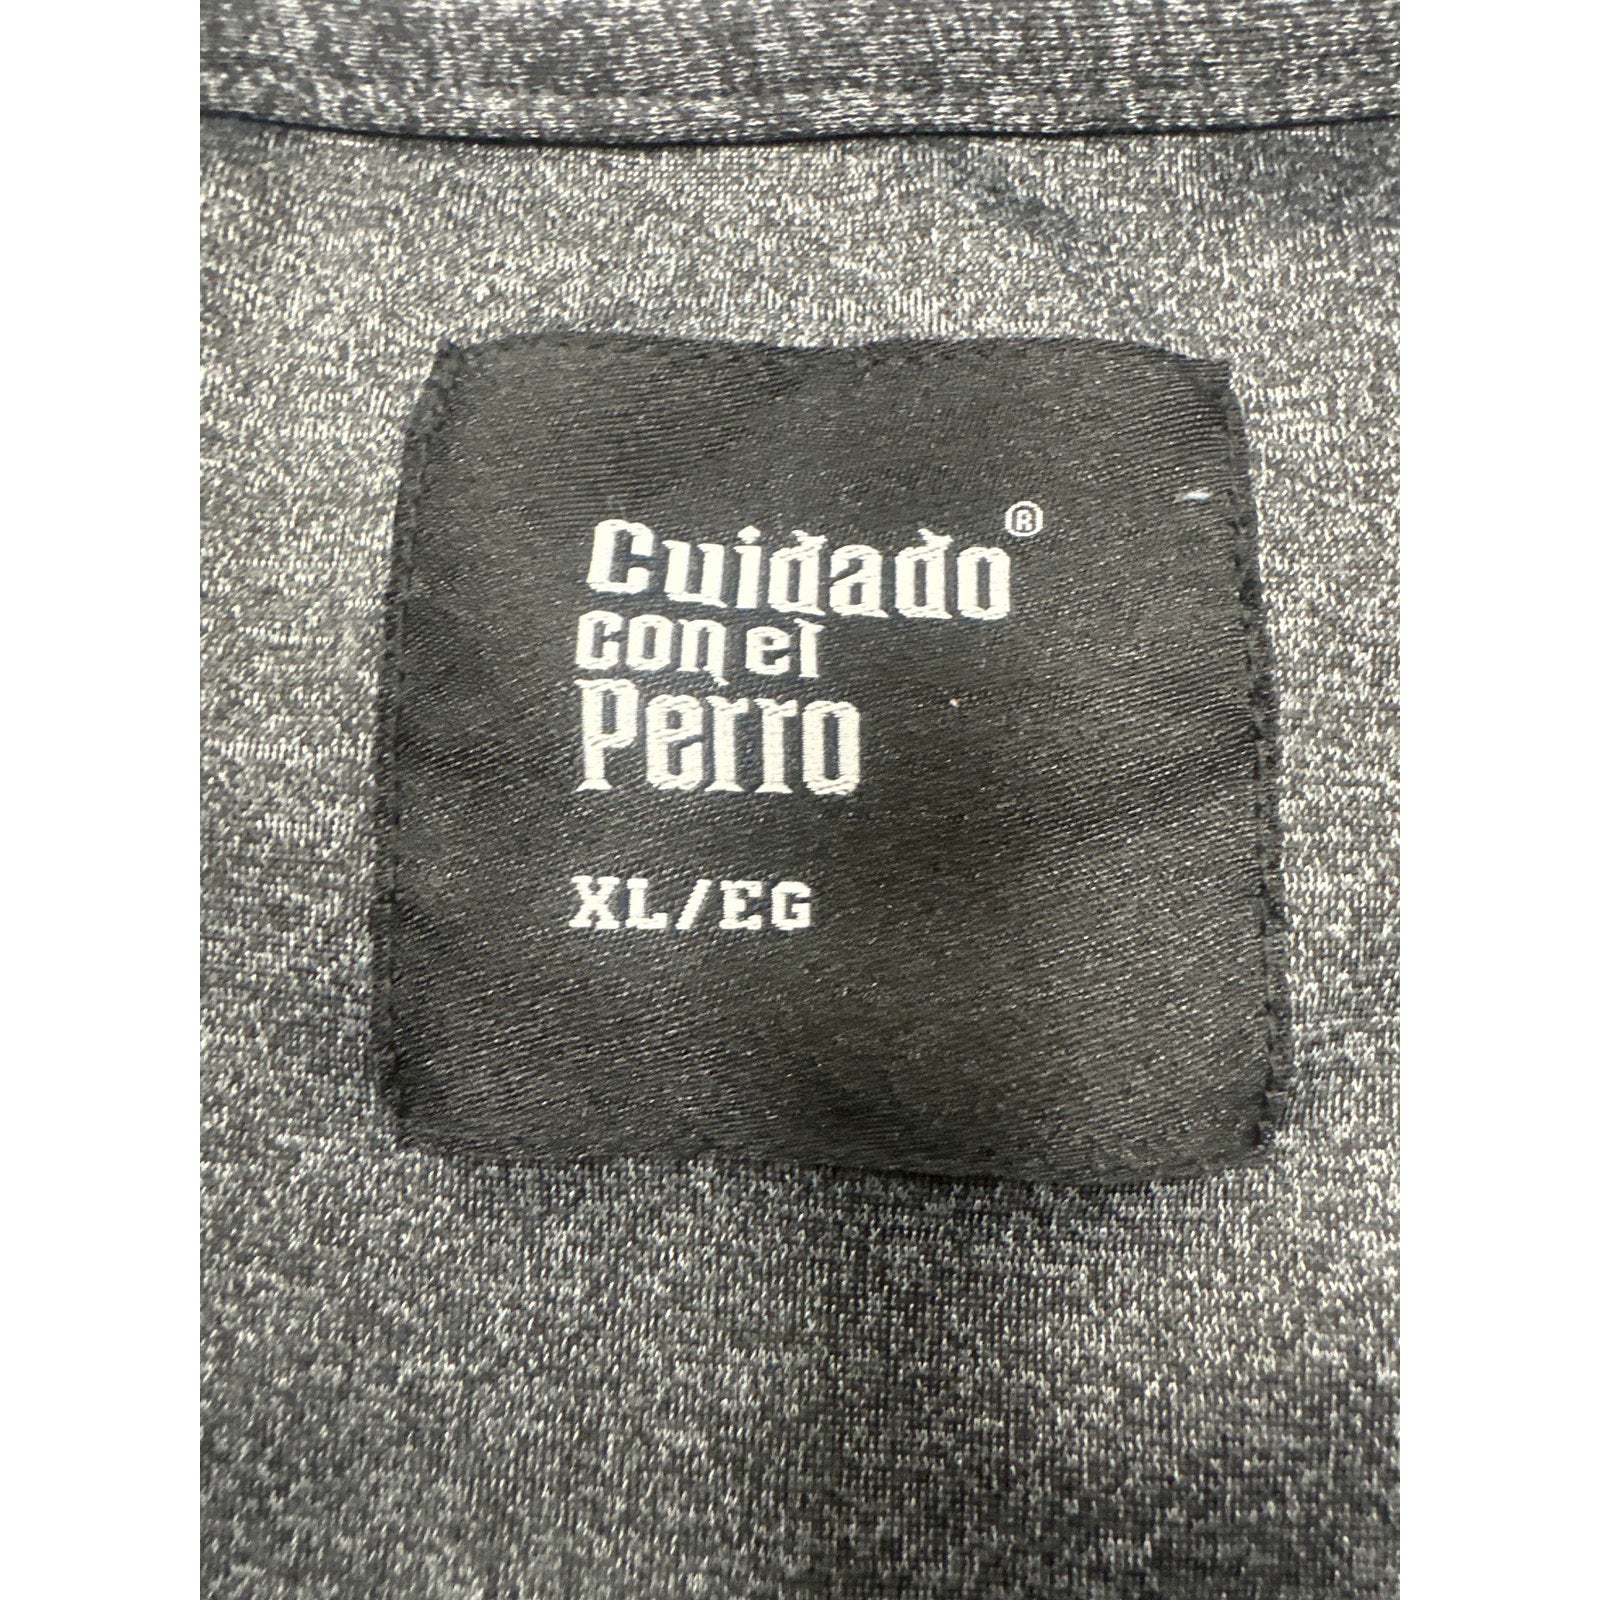 Cuidado®
con el
Perro
XL/EG